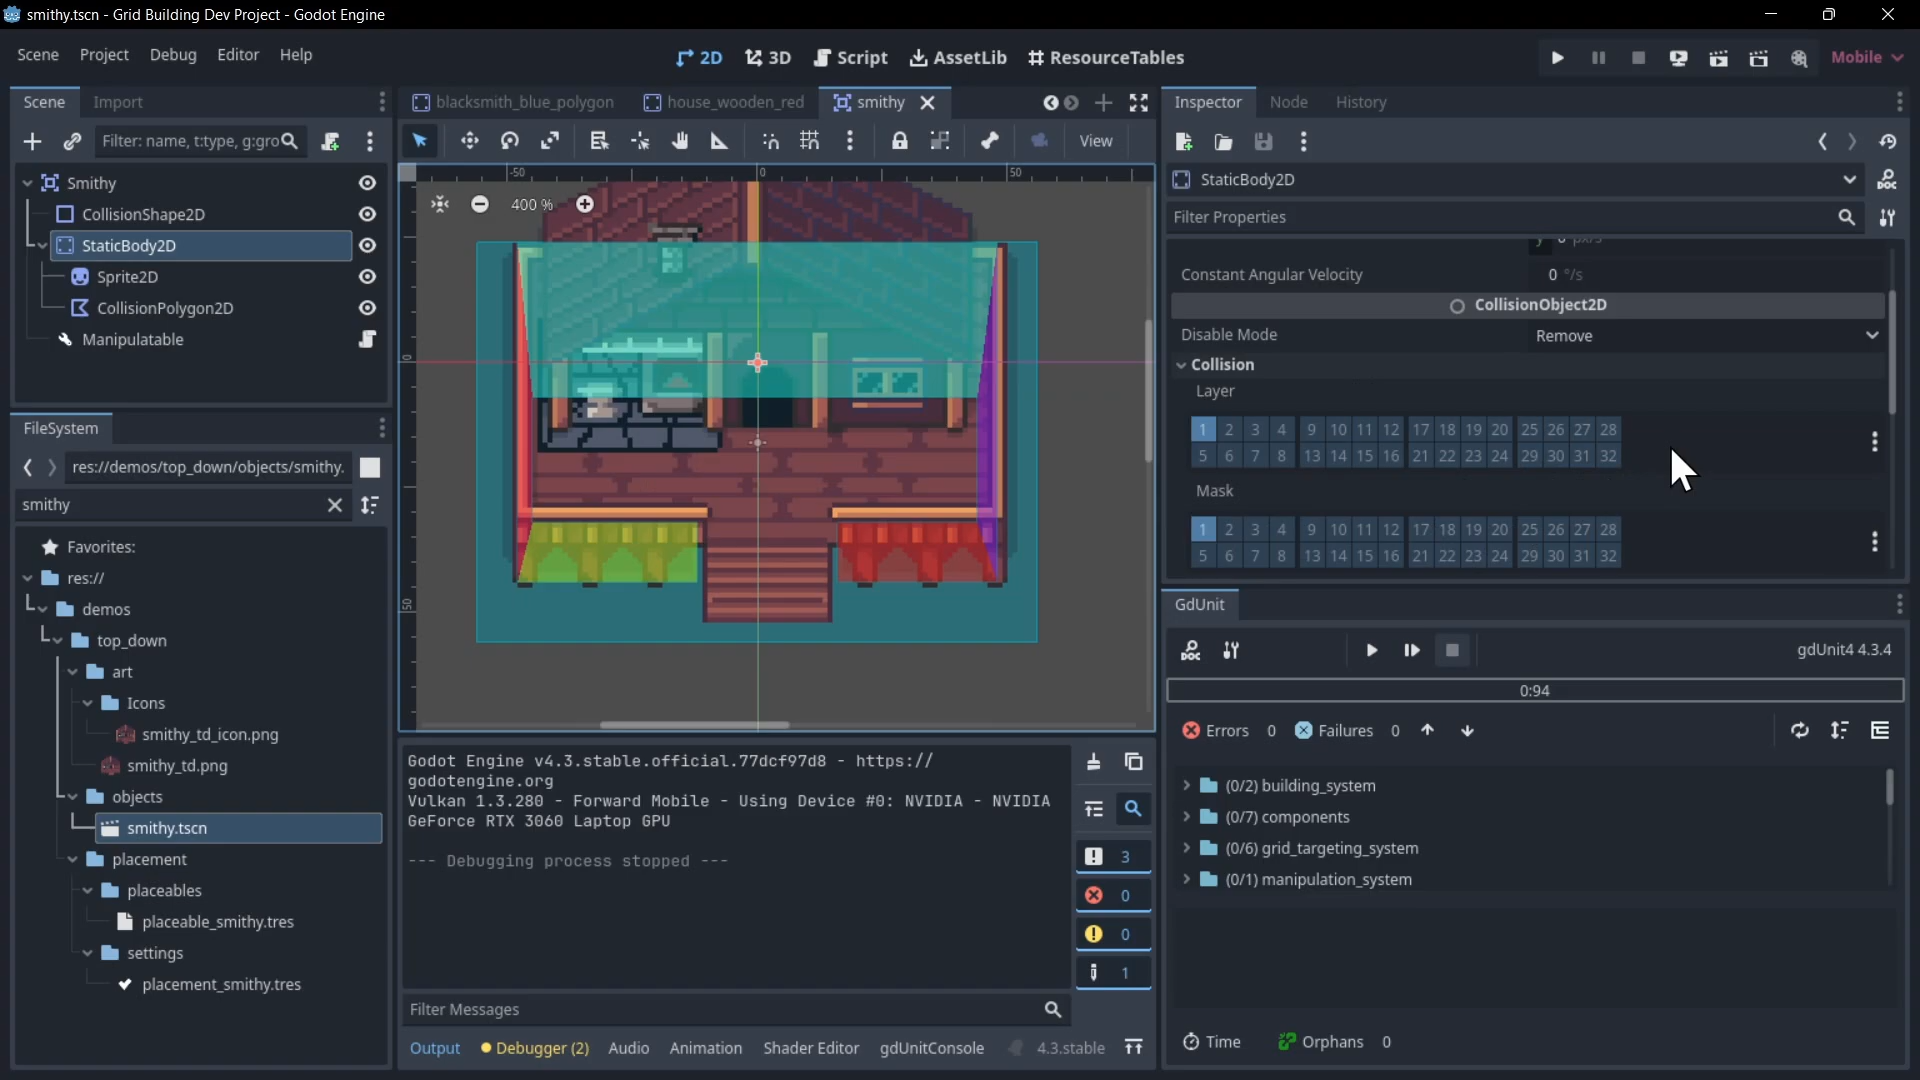 smithy.tscn - Grid Building Dev Project - Godot Engine
Scene Project Debug Editor Help
2D 3D Script AssetLib ResourceTables
Mobile
Scene Import
Filter: name, t:type, g:gro
Smithy
CollisionShape2D
StaticBody2D
Sprite2D
CollisionPolygon2D
Manipulatable
FileSystem
res://demos/top_down/objects/smithy.
smithy
Favorites:
res://
demos
top_down
art
Icons
smithy_td_icon.png
smithy_td.png
objects
smithy.tscn
placement
placeables
placeable_smithy.tres
settings
placement_smithy.tres
blacksmith_blue_polygon house_wooden_red smithy
View
-50 0 50
400 %
0
50
Godot Engine v4.3.stable.official.77dcf97d8 - https://
godotengine.org
Vulkan 1.3.280 - Forward Mobile - Using Device #0: NVIDIA - NVIDIA
GeForce RTX 3060 Laptop GPU
--- Debugging process stopped ---
3
0
0
1
Filter Messages
Output Debugger (2) Audio Animation Shader Editor gdUnitConsole 4.3.stable
Inspector Node History
StaticBody2D
DOC
Filter Properties
y 0 px/s
Constant Angular Velocity 0 °/s
CollisionObject2D
Disable Mode Remove
Collision
Layer
1 2 3 4 9 10 11 12 17 18 19 20 25 26 27 28
5 6 7 8 13 14 15 16 21 22 23 24 29 30 31 32
Mask
1 2 3 4 9 10 11 12 17 18 19 20 25 26 27 28
5 6 7 8 13 14 15 16 21 22 23 24 29 30 31 32
GdUnit
DOC
gdUnit4 4.3.4
0:94
Errors 0 Failures 0
(0/2) building_system
(0/7) components
(0/6) grid_targeting_system
(0/1) manipulation_system
Time Orphans 0